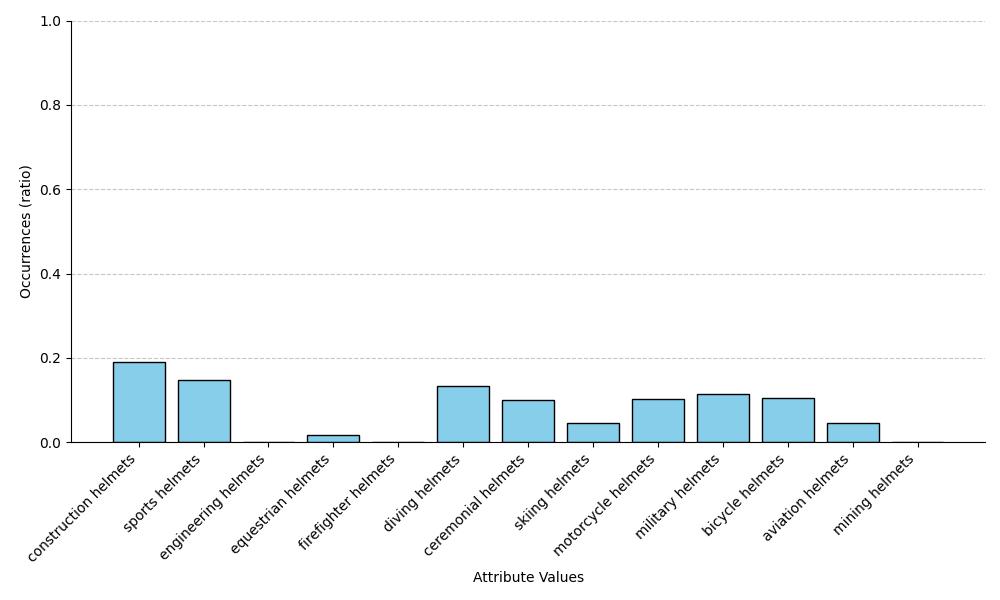 1.0
0.8
0.6
0.4
0.2
0.0
Occurrences (ratio)
construction helmets
sports helmets
engineering helmets
equestrian helmets
firefighter helmets
diving helmets
ceremonial helmets
skiing helmets
motorcycle helmets
military helmets
bicycle helmets
aviation helmets
mining helmets
Attribute Values